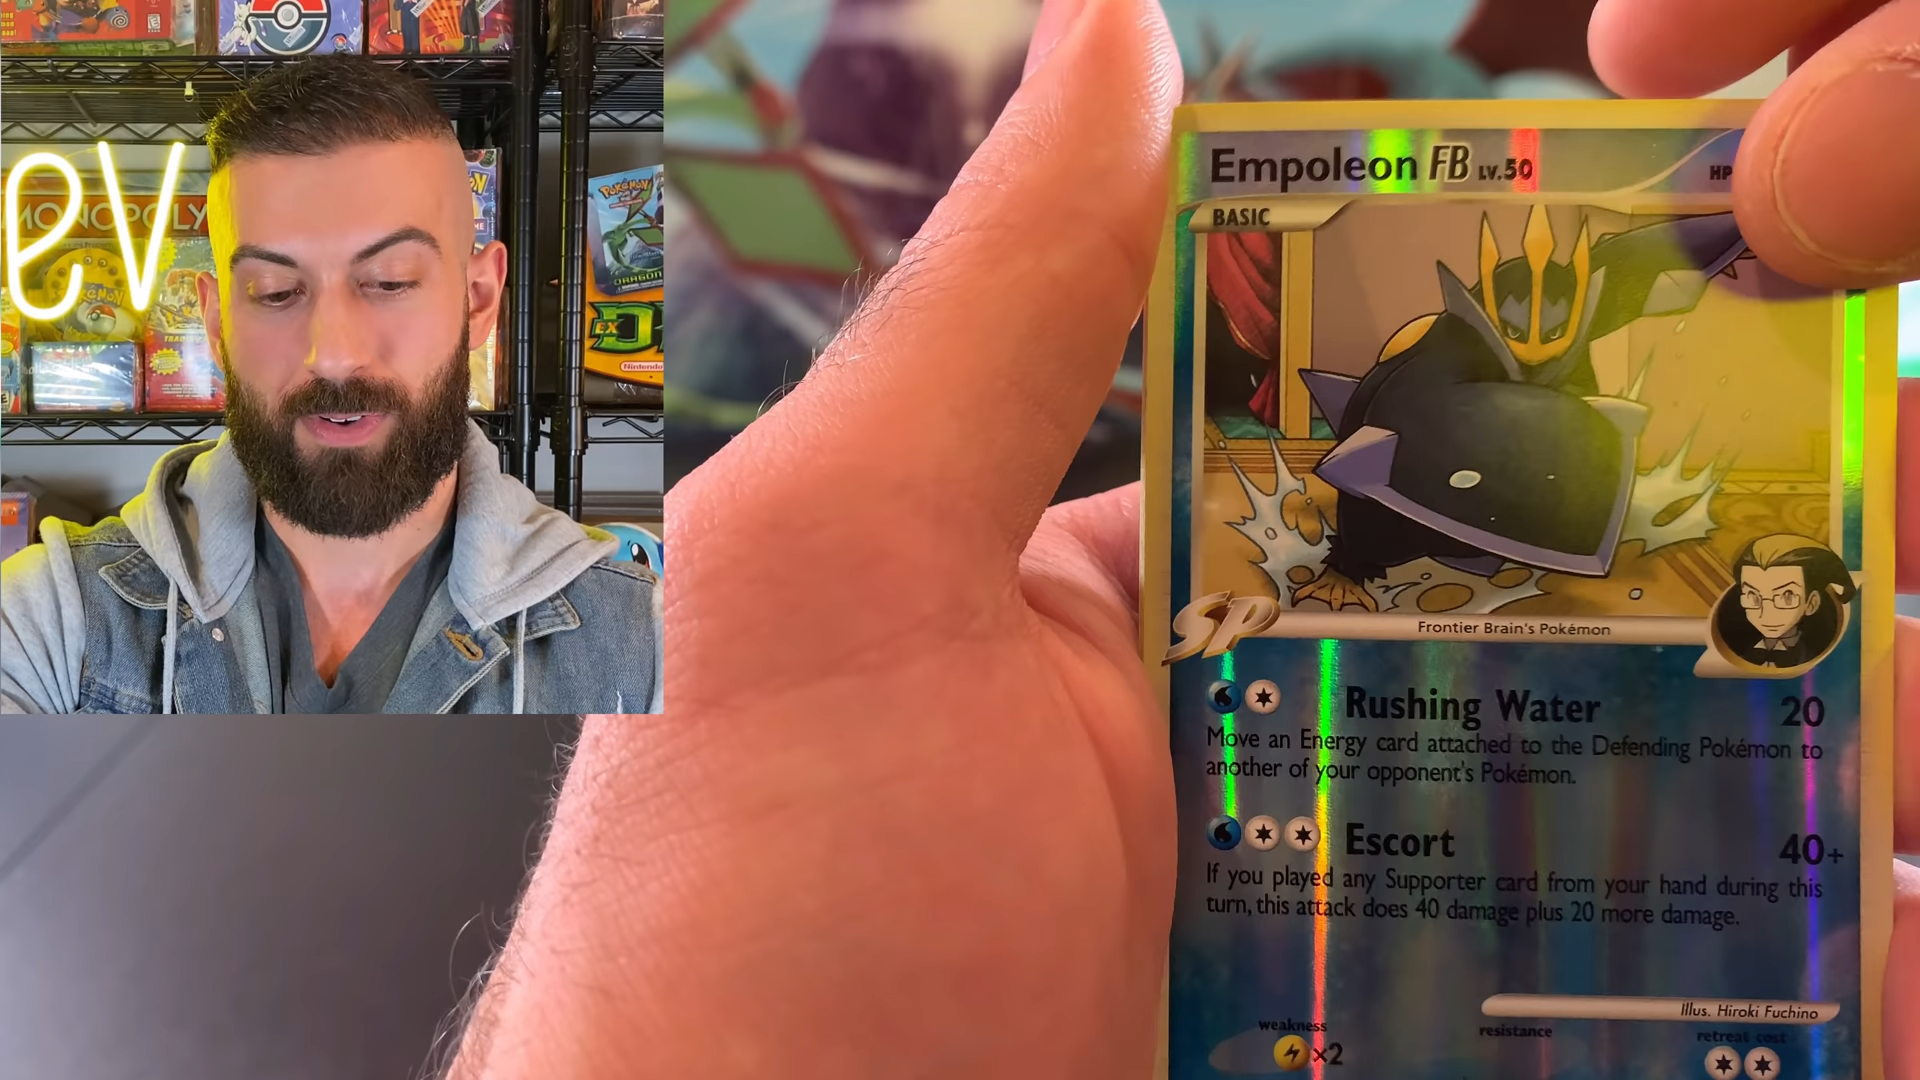 ev
MONOPOLY
POKéMON
POKéMON
DRAGON
EX
Nintendo
Empoleon FB LV.50
HP
BASIC
SP
Frontier Brain's Pokémon
Rushing Water 20
Move an Energy card attached to the Defending Pokémon to
another of your opponent's Pokémon.
Escort 40+
If you played any Supporter card from your hand during this
turn, this attack does 40 damage plus 20 more damage.
Illus. Hiroki Fuchino
weakness
resistance
retreat cost
×2